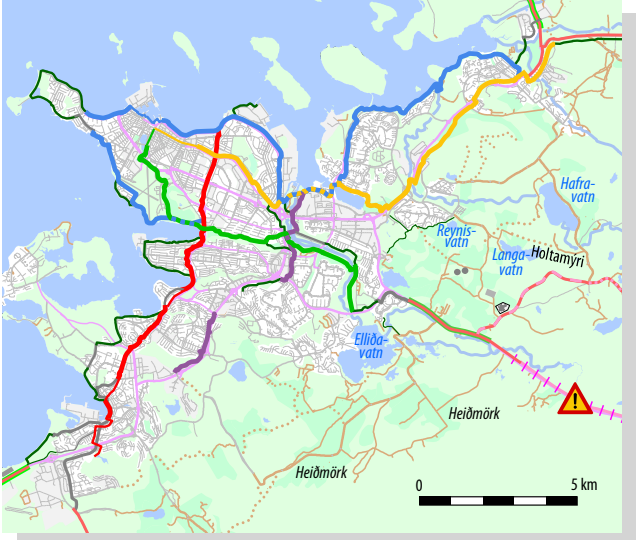 Hafra-
vatn
Reynis-
vatn
Langa-
vatn
Holtamýri
Elliða-
vatn
Heiðmörk
Heiðmörk
0 5 km
!